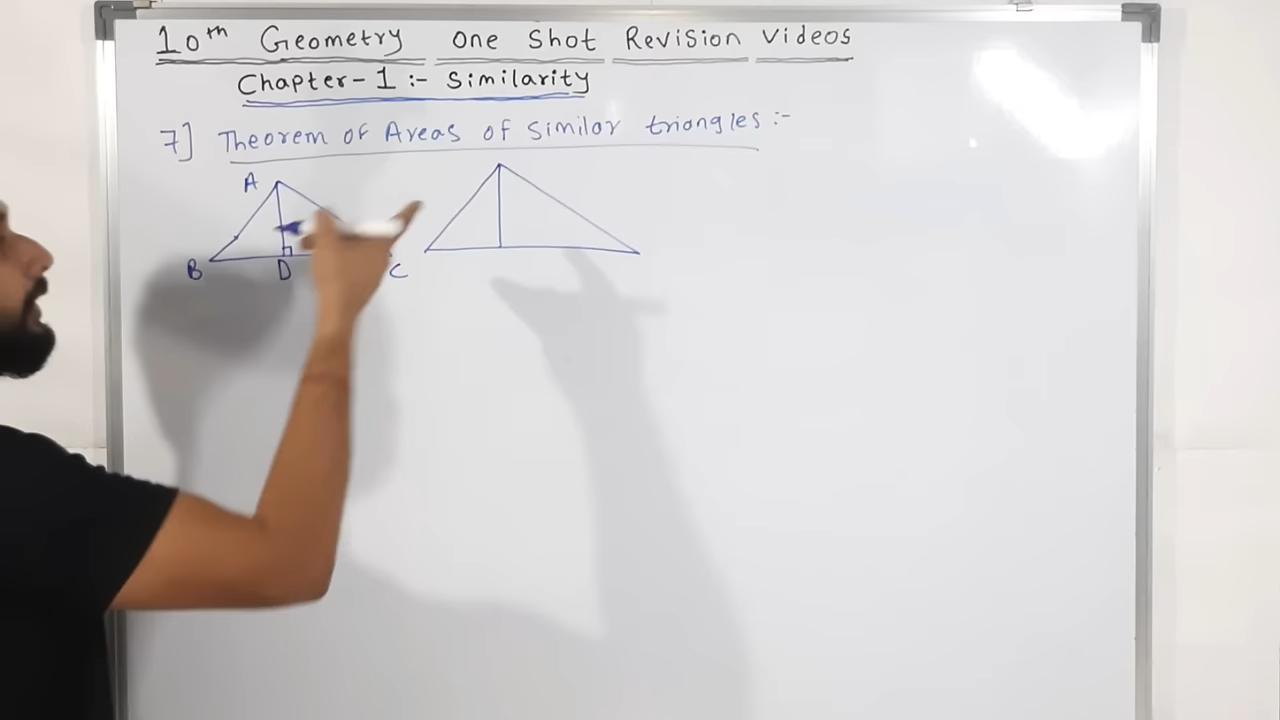 10th Geometry one Shot Revision videos
Chapter-1 :- Similarity
7] Theorem of Areas of similar triangles :-
A
B D C